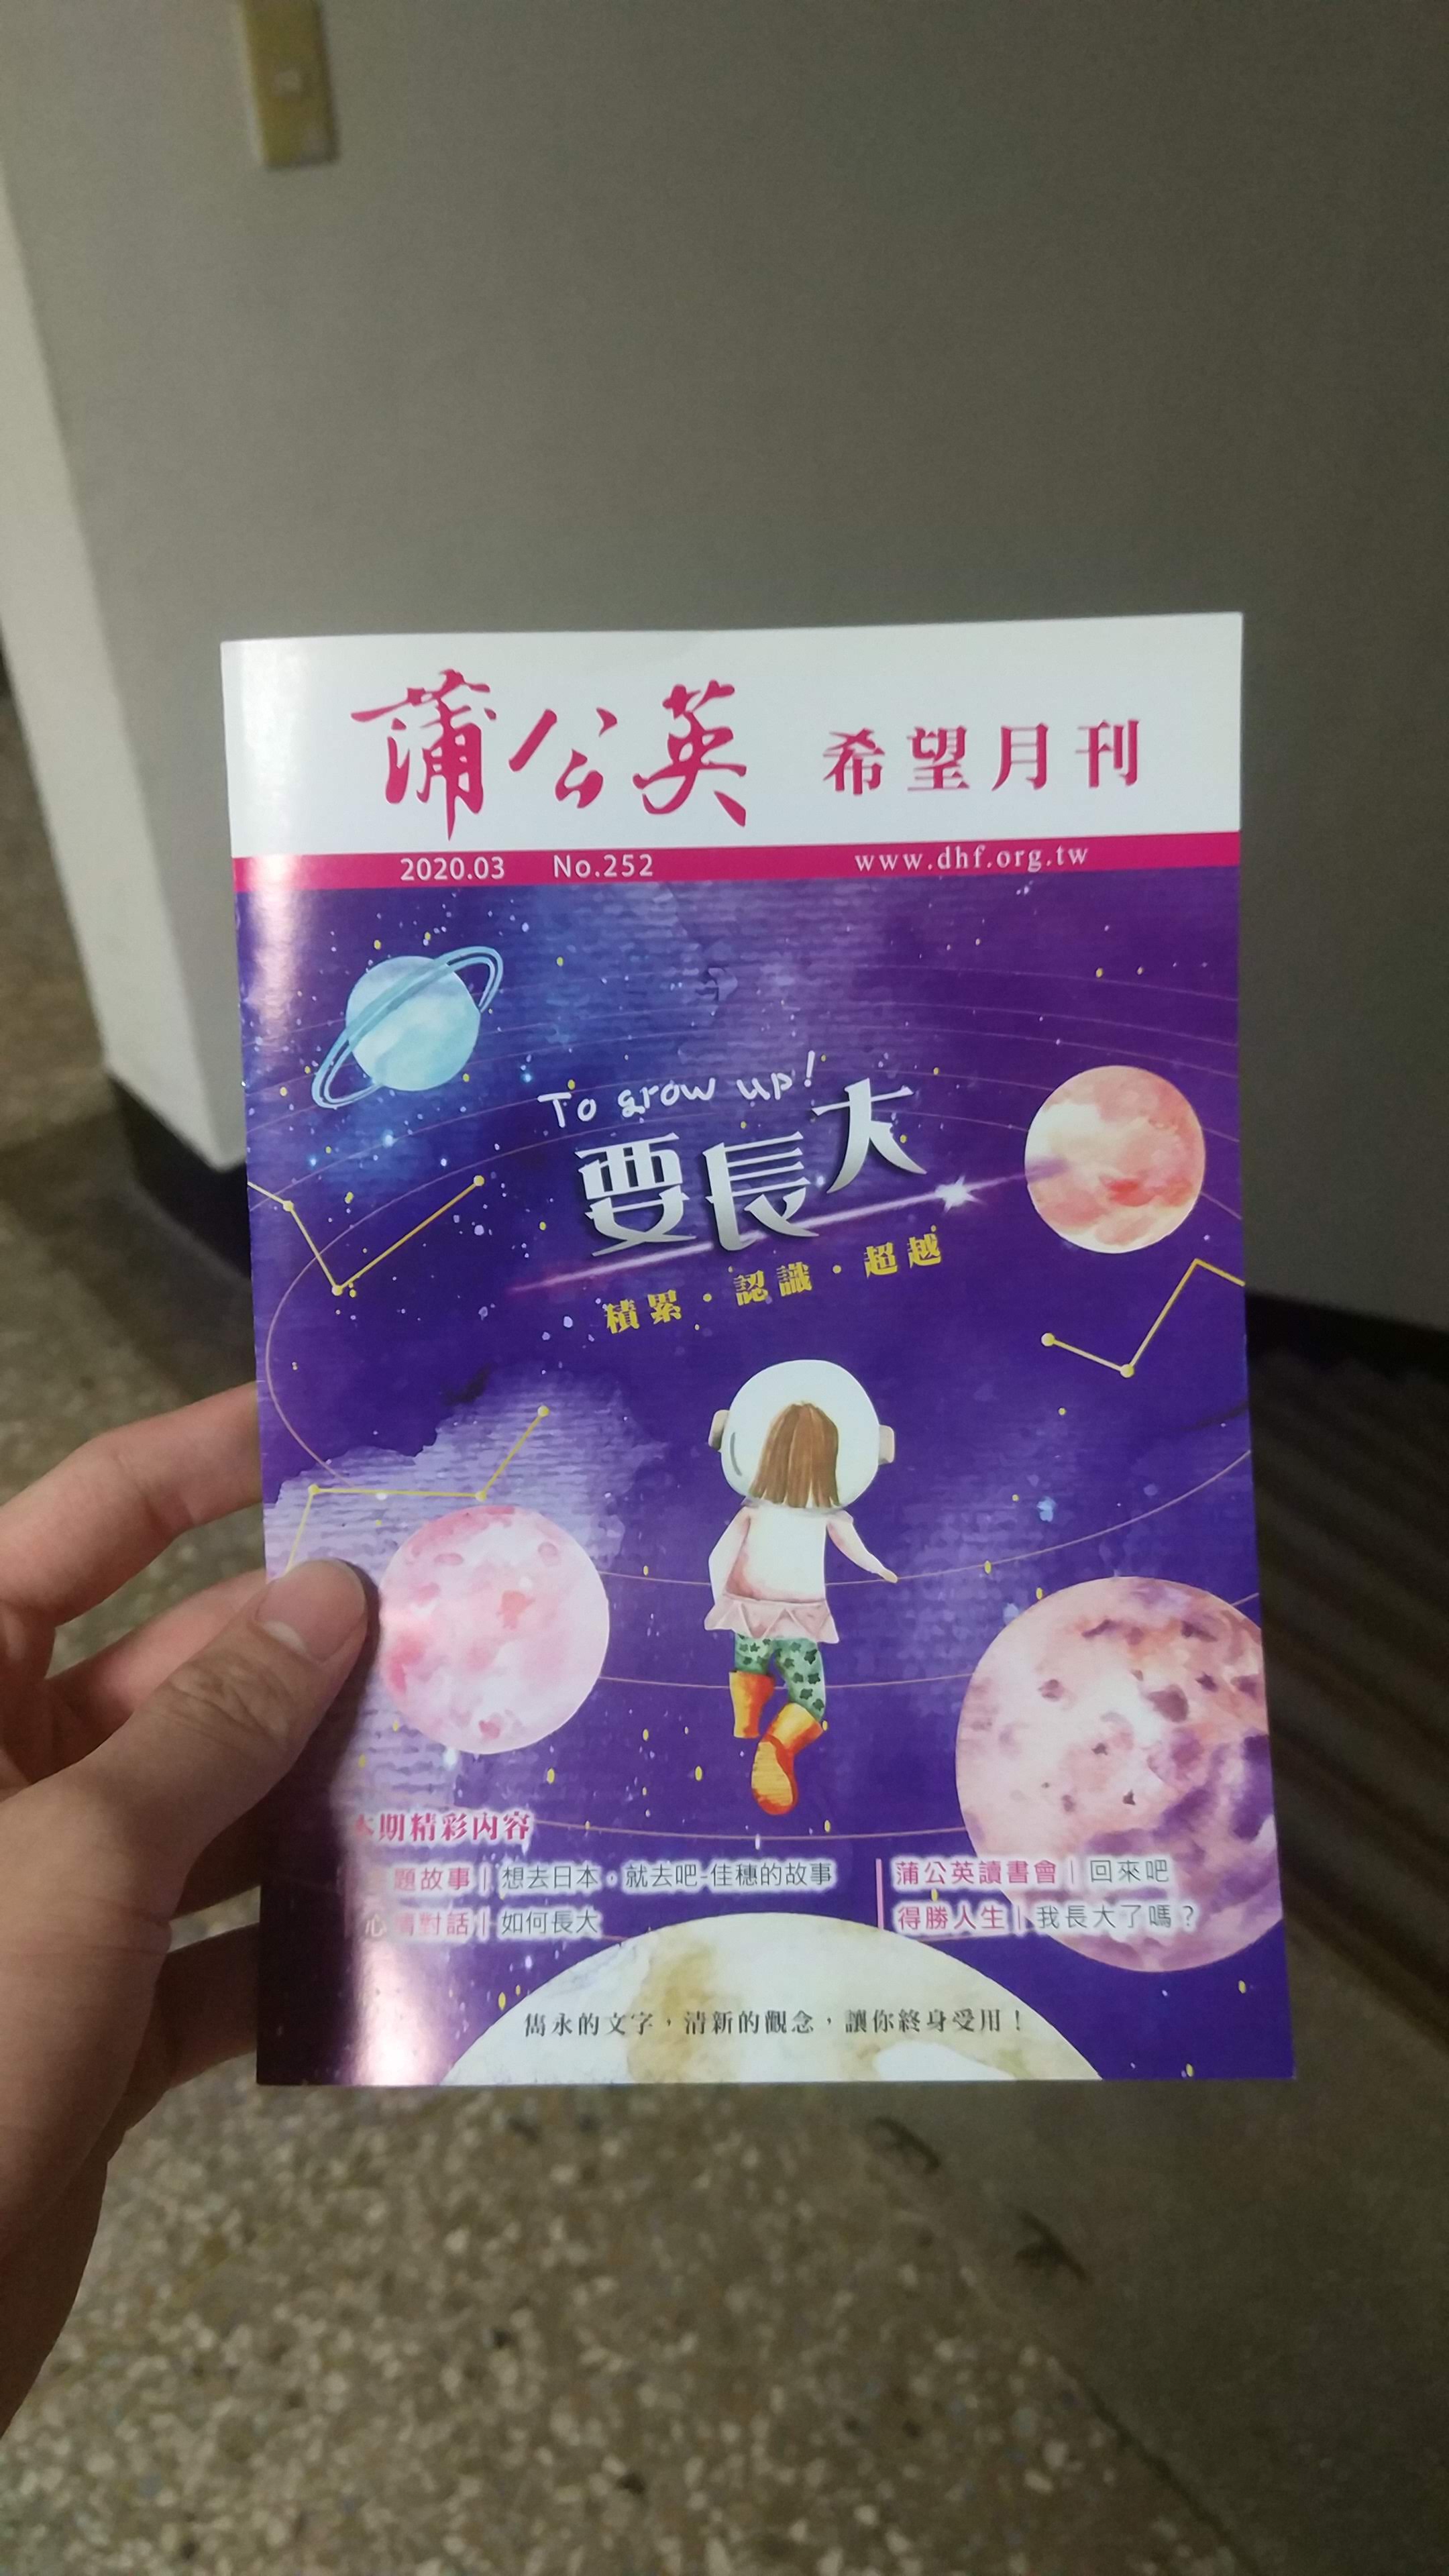 蒲公英 希望月刊
2020.03 No.252 www.dhf.org.tw
To grow up!
要長大
積累・認識・超越
本期精彩內容
題故事｜想去日本，就去吧-佳穗的故事
心情對話｜如何長大
蒲公英讀書會｜回來吧
得勝人生｜我長大了嗎？
雋永的文字，清新的觀念，讓你終身受用！